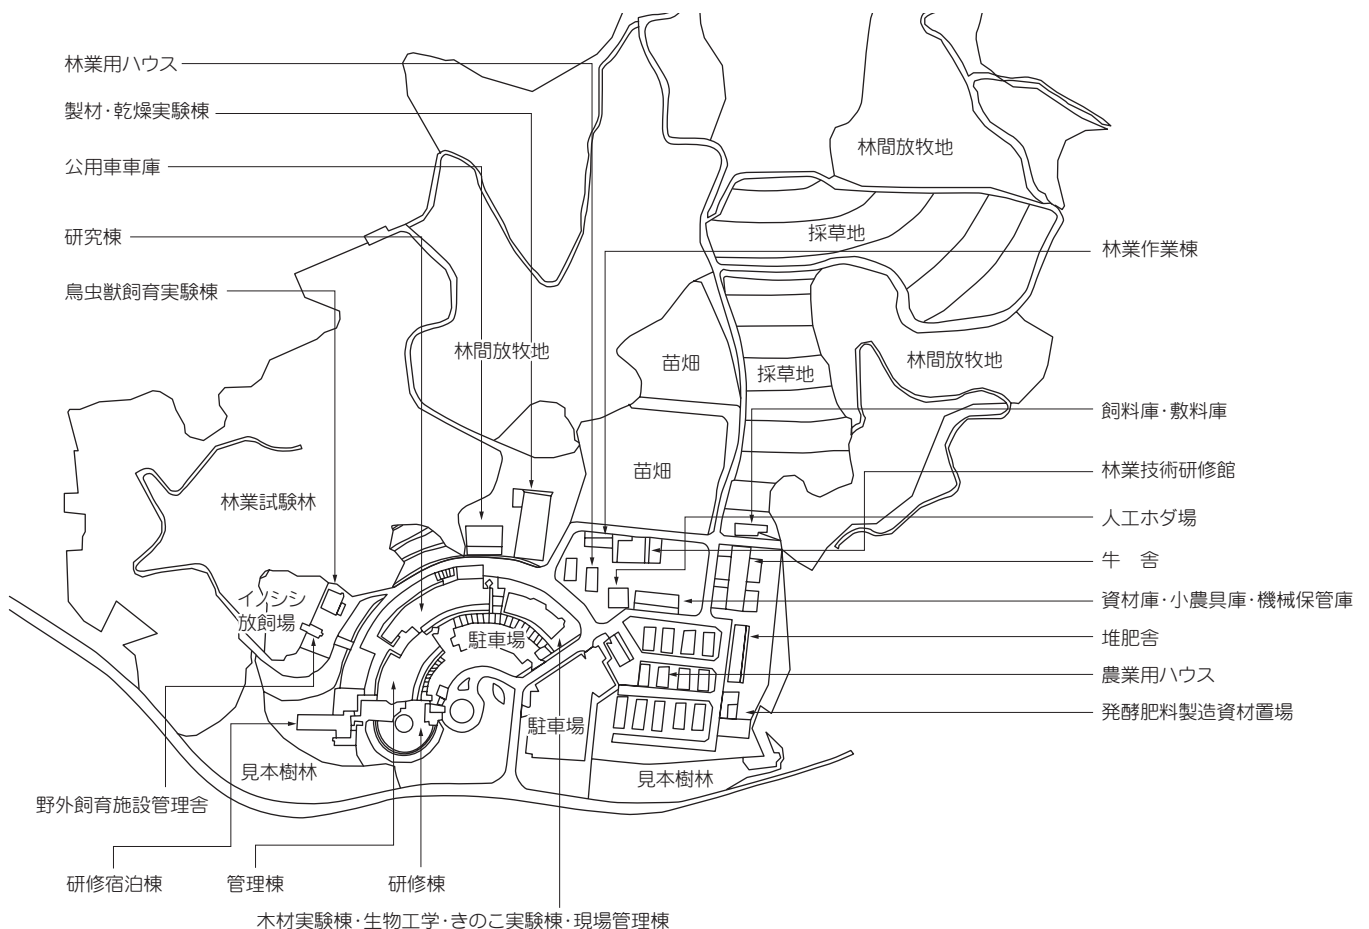 林業用ハウス
製材・乾燥実験棟
公用車車庫
研究棟
鳥虫獣飼育実験棟
林間放牧地
採草地
林業作業棟
林間放牧地
苗畑
採草地
林間放牧地
飼料庫・敷料庫
苗畑
林業技術研修館
林業試験林
人工ホダ場
牛 舎
イノシシ
放飼場
資材庫・小農具庫・機械保管庫
駐車場
堆肥舎
農業用ハウス
駐車場
発酵肥料製造資材置場
見本樹林
見本樹林
野外飼育施設管理舎
研修宿泊棟
管理棟
研修棟
木材実験棟・生物工学・きのこ実験棟・現場管理棟